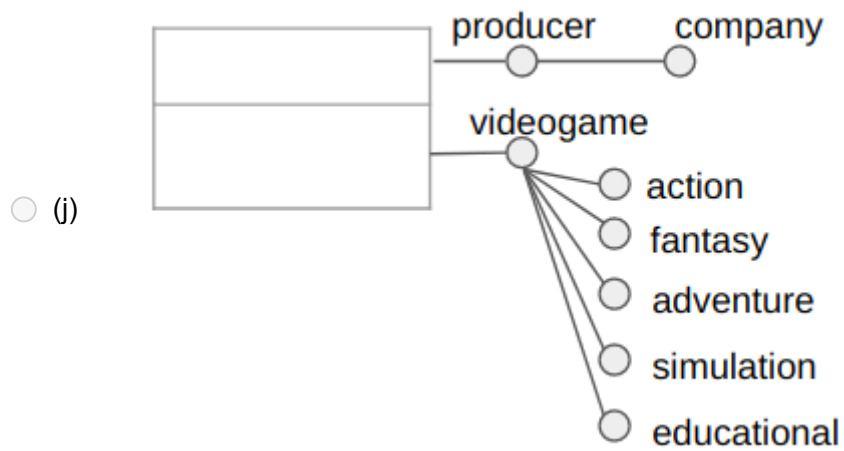 producer company
videogame
action
(j)
fantasy
adventure
simulation
educational